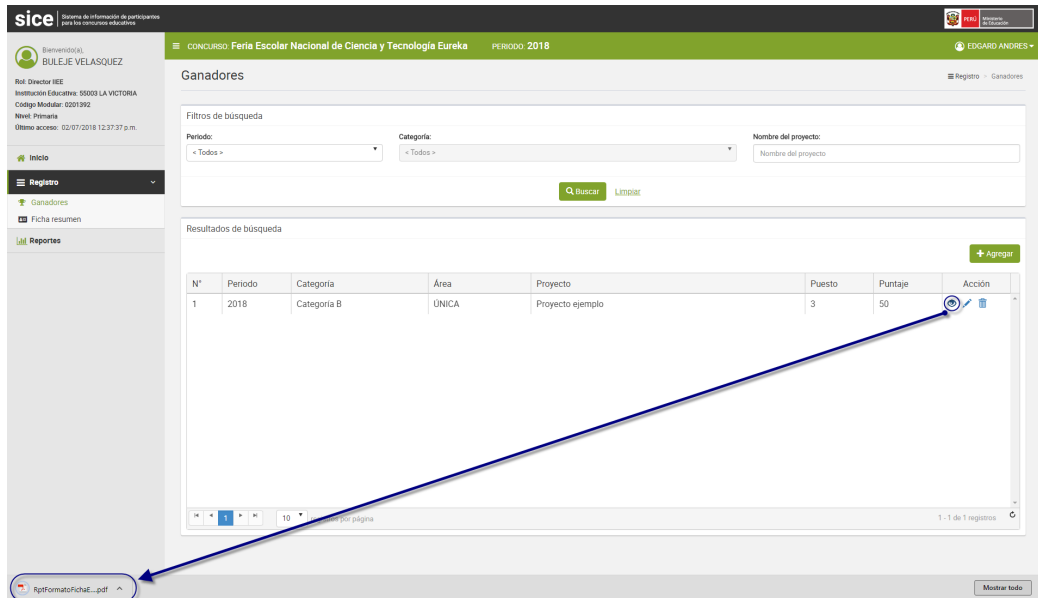 sice Sistema de información de participantes para los concursos educativos
PERÚ Ministerio de Educación
Bienvenido(a),
BULEJE VELASQUEZ
Rol: Director IIEE
Institución Educativa: 55003 LA VICTORIA
Código Modular: 0201392
Nivel: Primaria
Último acceso: 02/07/2018 12:37:37 p.m.
Inicio
Registro
Ganadores
Ficha resumen
Reportes
CONCURSO: Feria Escolar Nacional de Ciencia y Tecnología Eureka PERIODO: 2018
EDGARD ANDRES
Ganadores
Registro > Ganadores
Filtros de búsqueda
Periodo: Categoría: Nombre del proyecto:
< Todos > < Todos > Nombre del proyecto
Buscar Limpiar
Resultados de búsqueda
+ Agregar
N° Periodo Categoría Área Proyecto Puesto Puntaje Acción
1 2018 Categoría B ÚNICA Proyecto ejemplo 3 50
1 10 por página 1 - 1 de 1 registros
RptFormatoFichaE....pdf
Mostrar todo